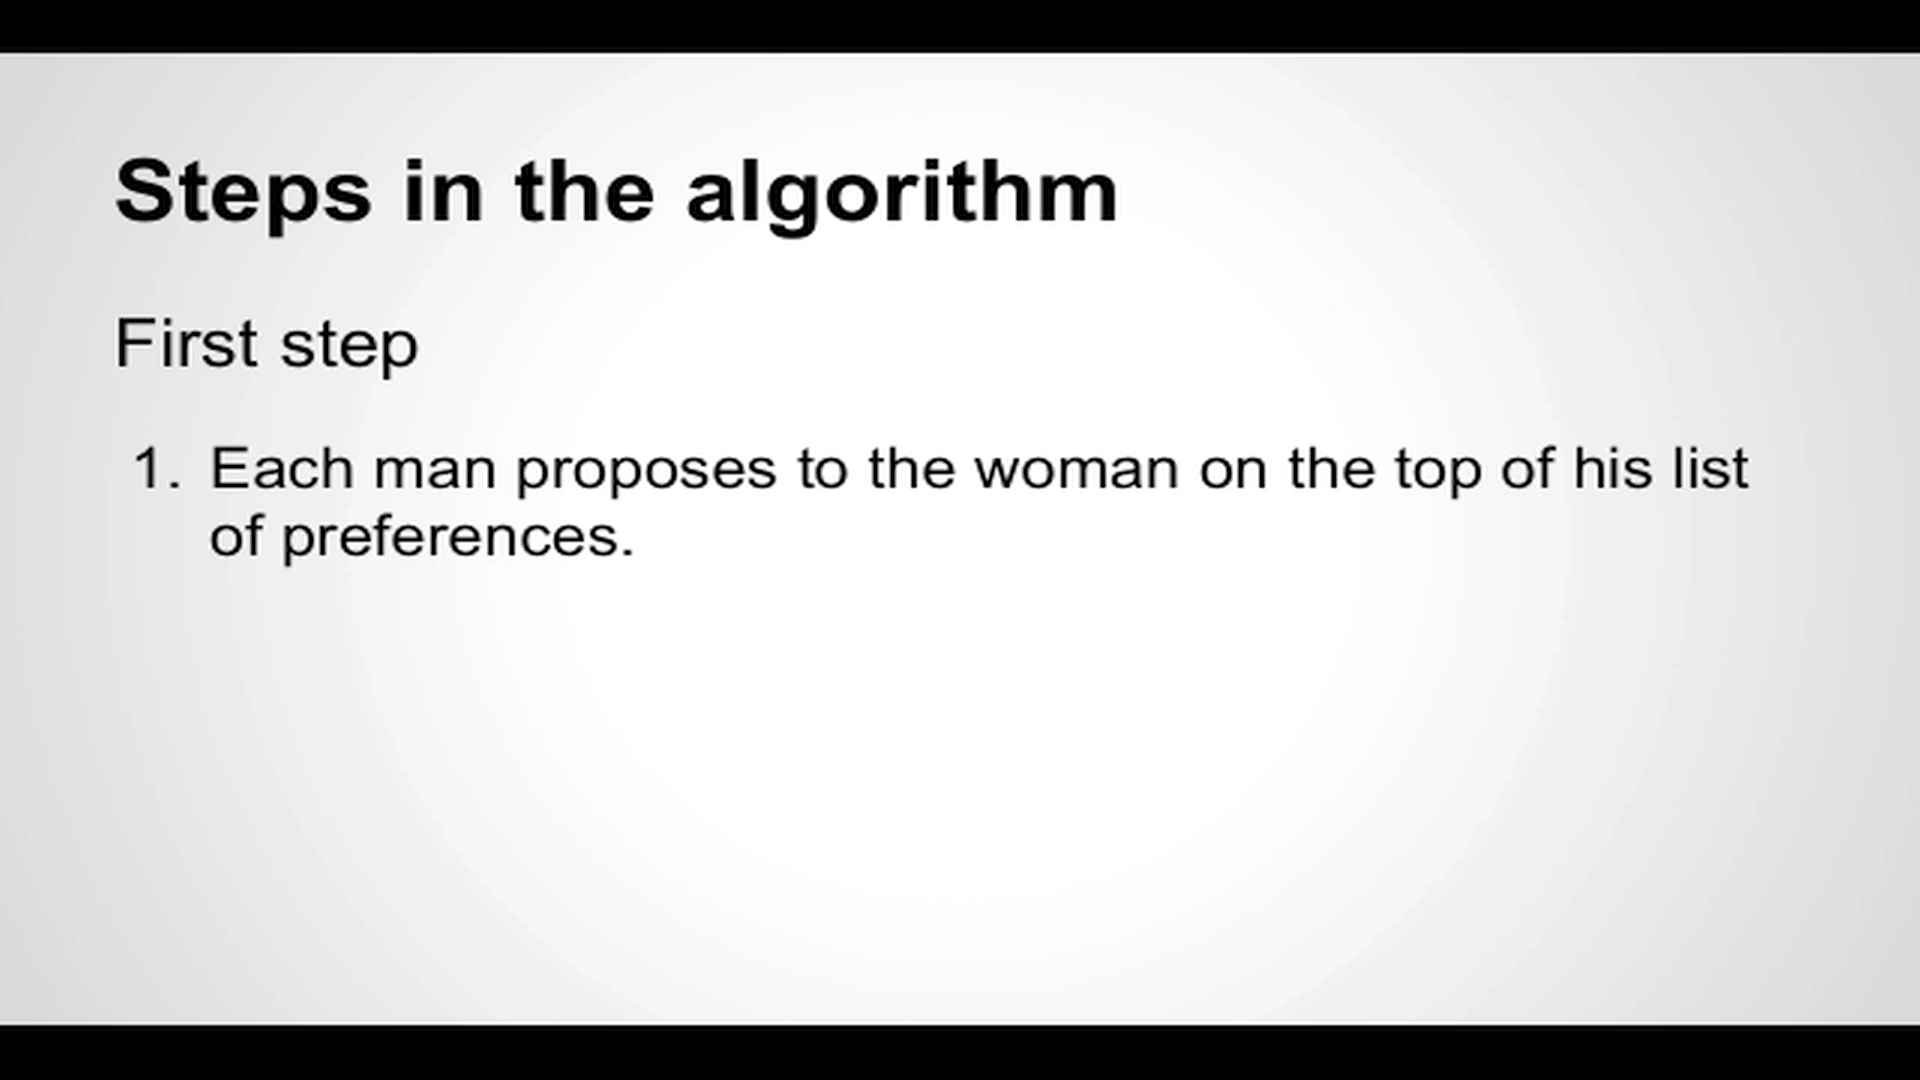 Steps in the algorithm
First step
1. Each man proposes to the woman on the top of his list
of preferences.